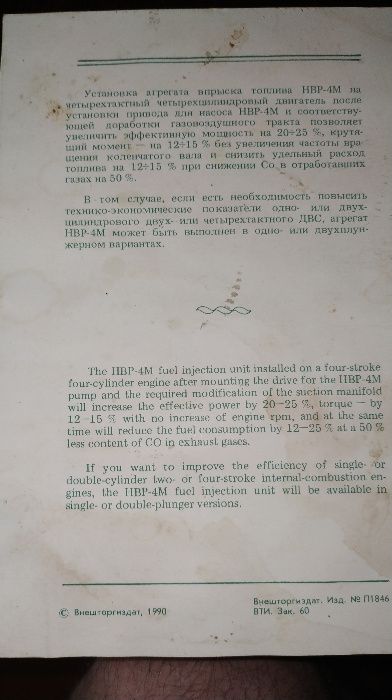 Установка агрегата впрыска топлива НВР-4М на
четырехтактный четырехцилиндровый двигатель после
установки привода для насоса НВР-4М и соответству-
ющей доработки газовоздушного тракта позволяет
увеличить эффективную мощность на 20÷25 %, крутя-
щий момент — на 12÷15 % без увеличения частоты вра-
щения коленчатого вала и снизить удельный расход
топлива на 12÷15 % при снижении Со в отработавших
газах на 50 %.
В том случае, если есть необходимость повысить
технико-экономические показатели одно- или двух-
цилиндрового двух- или четырехтактного ДВС, агрегат
НВР-4М может быть выполнен в одно- или двухплун-
жерном вариантах.
The НВР-4М fuel injection unit installed on a four-stroke
four-cylinder engine after mounting the drive for the НВР-4М
pump and the required modification of the suction manifold
will increase the effective power by 20—25 %, torque — by
12—15 % with no increase of engine rpm, and at the same
time will reduce the fuel consumption by 12—25 % at a 50 %
less content of CO in exhaust gases.
If you want to improve the efficiency of single- or
double-cylinder two- or four-stroke internal-combustion en-
gines, the НВР-4М fuel injection unit will be available in
single- or double-plunger versions.
© Внешторгиздат, 1990
Внешторгиздат. Изд. № П1846
ВТИ. Зак. 60